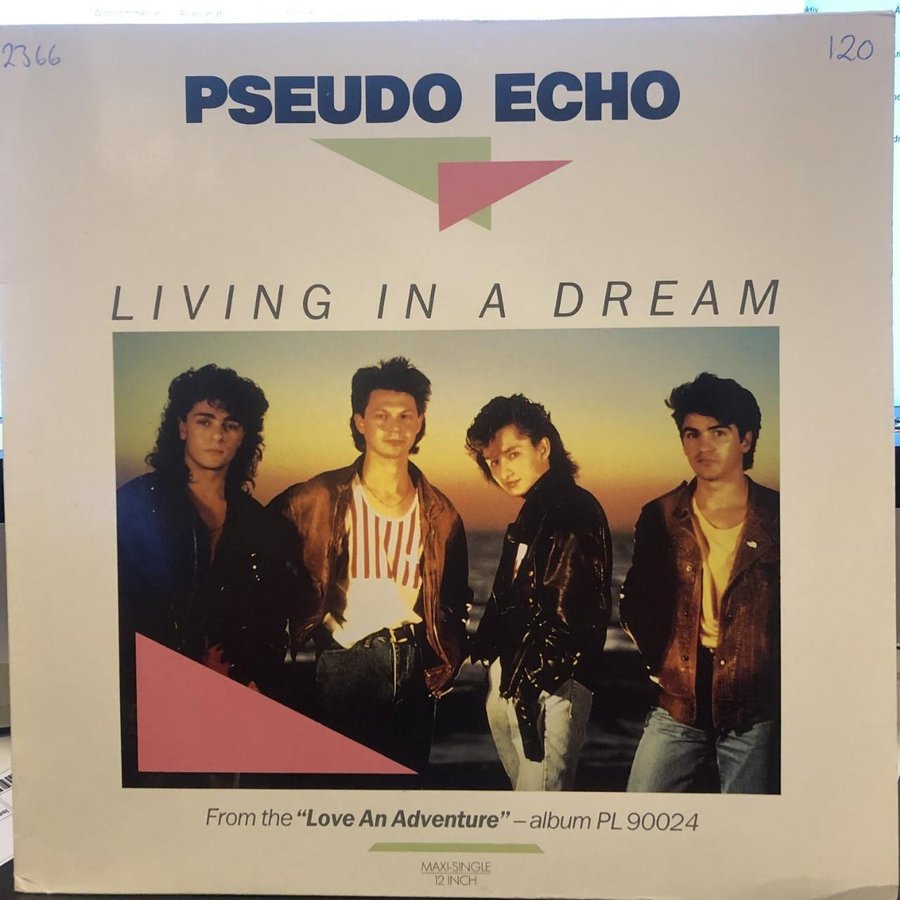 2366
120
PSEUDO ECHO
LIVING IN A DREAM
From the "Love An Adventure" – album PL 90024
MAXI-SINGLE
12 INCH